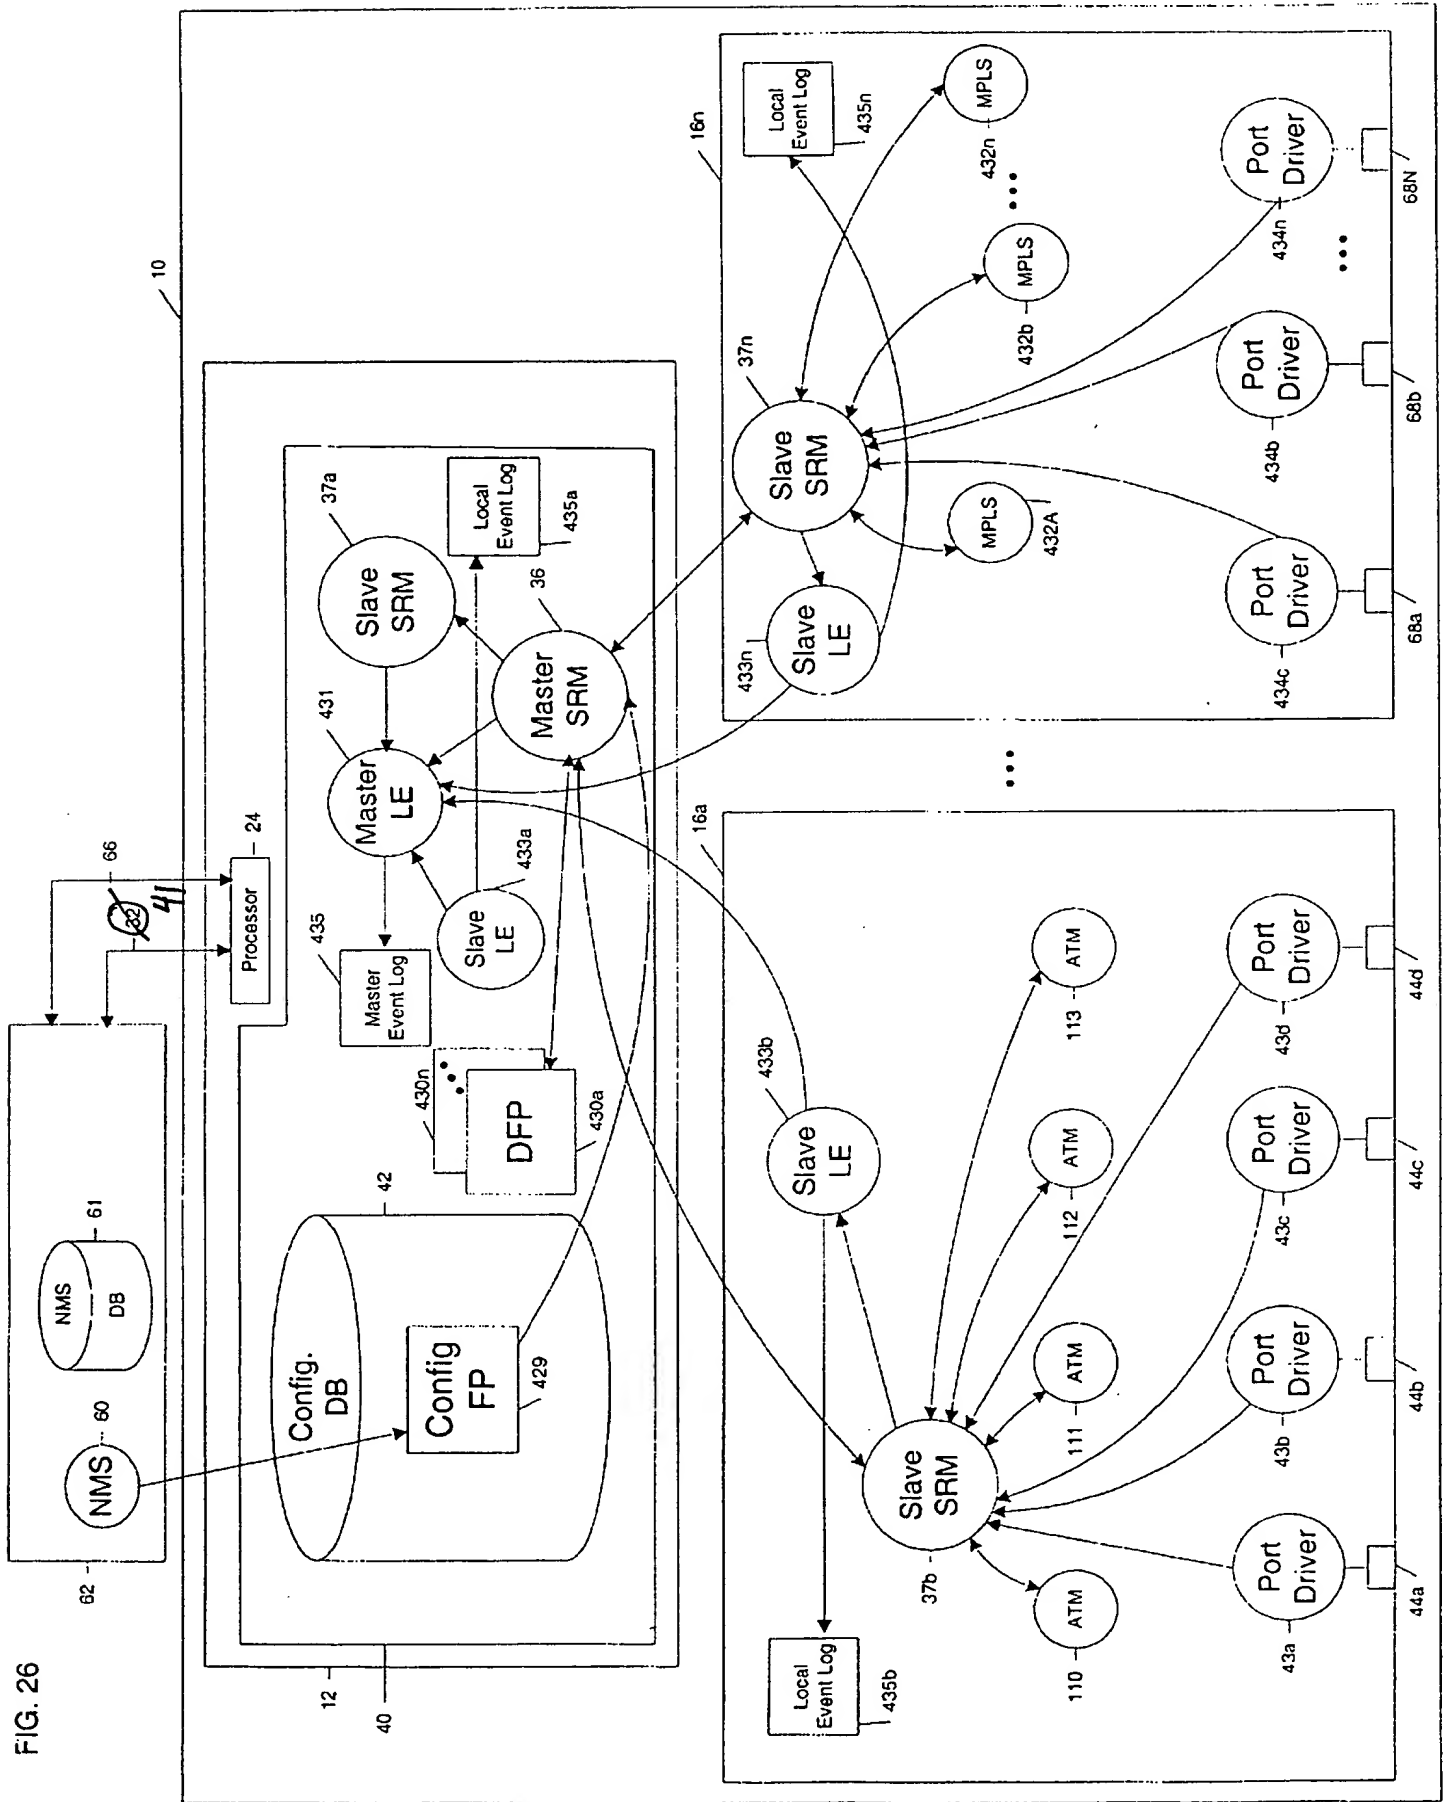 FIG. 26
62
NMS
60
NMS
DB
61
66
32
41
10
12
40
Processor
24
Config.
DB
42
Config
FP
429
DFP
430a
430n
Master
Event Log
435
Slave
LE
433a
Master
LE
431
Slave
SRM
37a
Master
SRM
36
Local
Event Log
435a
16a
Local
Event Log
435b
Slave
LE
433b
Slave
SRM
37b
ATM
110
ATM
111
ATM
112
ATM
113
Port
Driver
43a
44a
Port
Driver
43b
44b
Port
Driver
43c
44c
Port
Driver
43d
44d
16n
Local
Event Log
435n
Slave
LE
433n
Slave
SRM
37n
MPLS
432A
MPLS
432b
MPLS
432n
Port
Driver
434c
68a
Port
Driver
434b
68b
Port
Driver
434n
68N